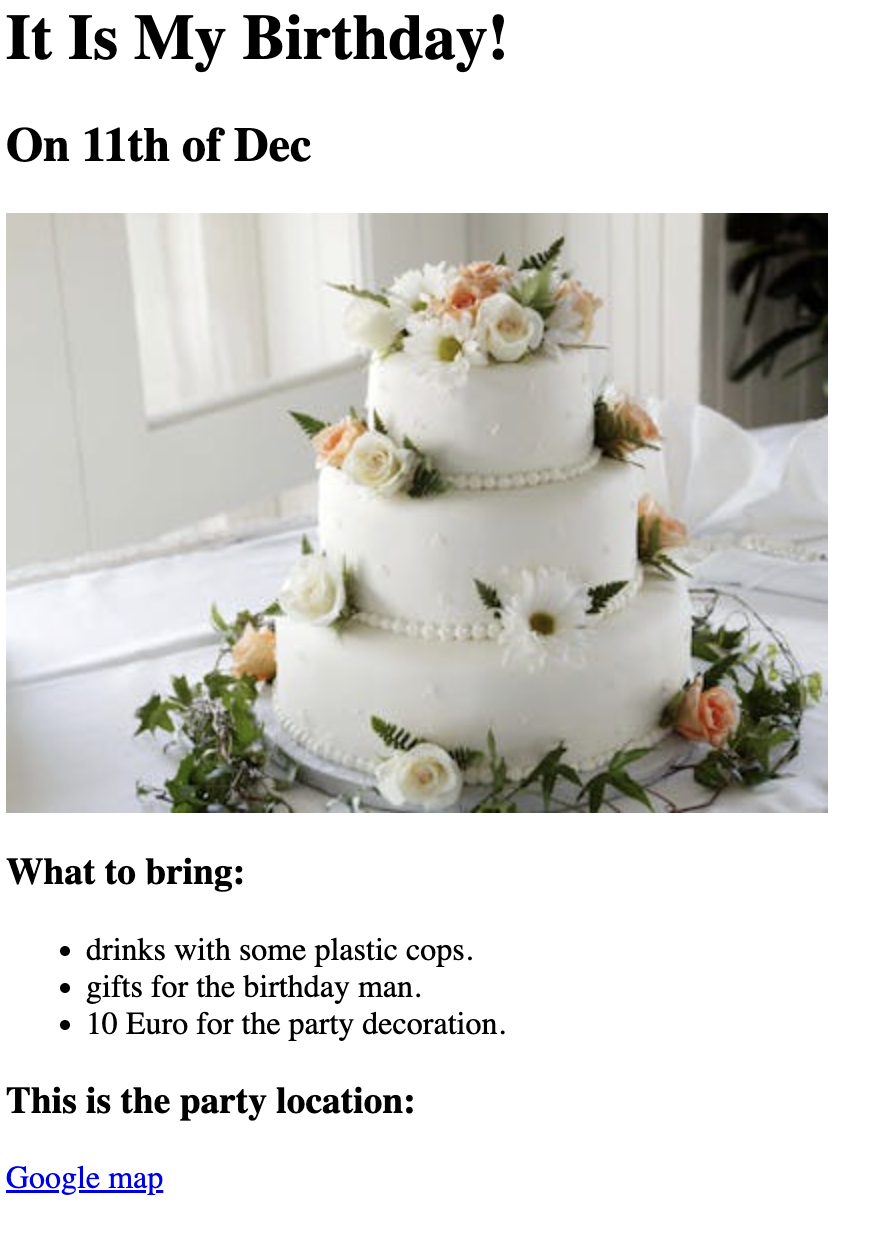 It Is My Birthday!
On 11th of Dec
What to bring:
• drinks with some plastic cops.
• gifts for the birthday man.
• 10 Euro for the party decoration.
This is the party location:
Google map